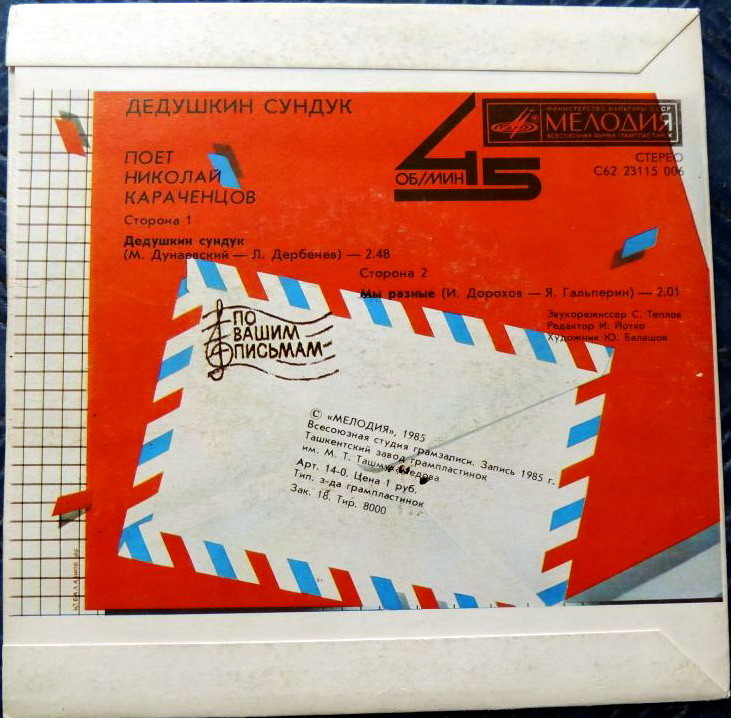 ДЕДУШКИН СУНДУК
ПОЕТ
НИКОЛАЙ
КАРАЧЕНЦОВ
Сторона 1
Дедушкин сундук
(М. Дунаевский — Л. Дербенев) — 2.48
45
ОБ/МИН
МИНИСТЕРСТВО КУЛЬТУРЫ СССР
МЕЛОДИЯ
ВСЕСОЮЗНАЯ ФИРМА ГРАМПЛАСТИНОК
СТЕРЕО
С62 23115 006
Сторона 2
Мы разные (И. Дорохов — Я. Гальперин) — 2.01
Звукорежиссер С. Теплов
Редактор И. Йотко
Художник Ю. Балашов
ПО
ВАШИМ
ПИСЬМАМ
© «МЕЛОДИЯ», 1985
Всесоюзная студия грамзаписи. Запись 1985 г.
Ташкентский завод грампластинок
им. М. Т. Ташмухамедова
Арт. 14-0. Цена 1 руб.
Тип. з-да грампластинок
Зак. 18. Тир. 8000